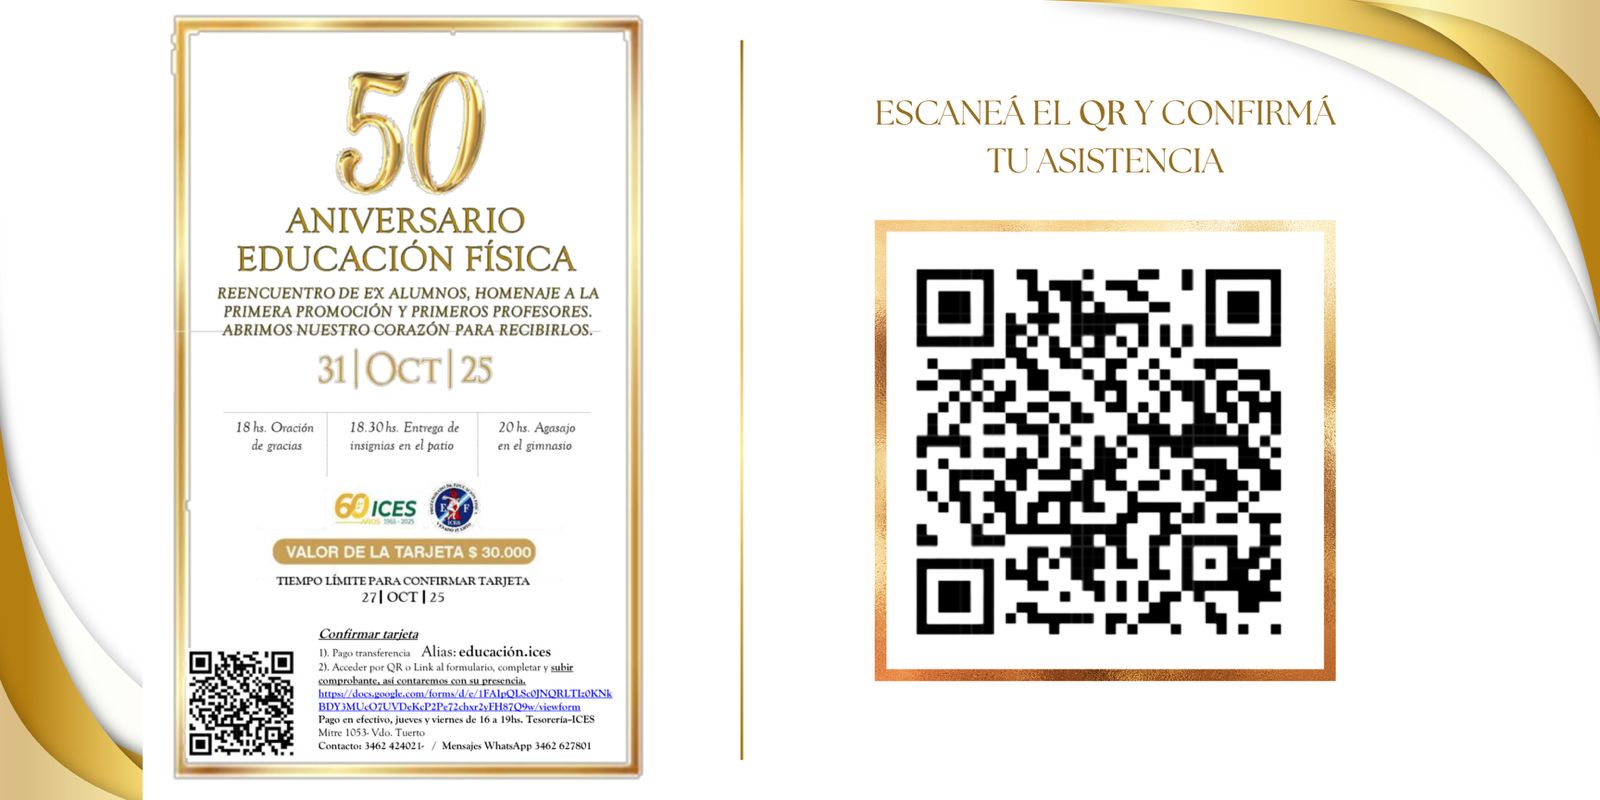 50
ANIVERSARIO
EDUCACIÓN FÍSICA
REENCUENTRO DE EX ALUMNOS, HOMENAJE A LA
PRIMERA PROMOCIÓN Y PRIMEROS PROFESORES.
ABRIMOS NUESTRO CORAZÓN PARA RECIBIRLOS.
31|OCT|25
18 hs. Oración
de gracias
18.30 hs. Entrega de
insignias en el patio
20 hs. Agasajo
en el gimnasio
60 ICES
AÑOS 1965 - 2025
E F
ICES
VALOR DE LA TARJETA $ 30.000
TIEMPO LÍMITE PARA CONFIRMAR TARJETA
27| OCT | 25
Confirmar tarjeta
1). Pago transferencia Alias: educación.ices
2). Acceder por QR o Link al formulario, completar y subir
comprobante, así contaremos con su presencia.
https://docs.google.com/forms/d/e/1FAIpQLSc0JNQRLTIz0KNk
BDY3MUcO7UVDeKcP2Pe72chxr2yFH87Q9w/viewform
Pago en efectivo, jueves y viernes de 16 a 19hs. Tesorería–ICES
Mitre 1053- Vdo. Tuerto
Contacto: 3462 424021- / Mensajes WhatsApp 3462 627801
ESCANEÁ EL QR Y CONFIRMÁ
TU ASISTENCIA